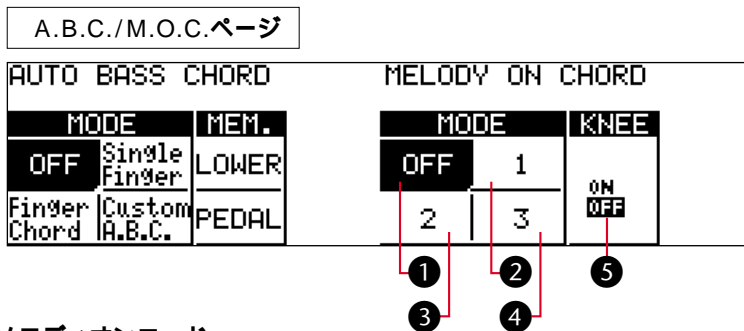 A.B.C./M.O.C.ページ
AUTO BASS CHORD MELODY ON CHORD
MODE MEM. MODE KNEE
OFF Single Finger LOWER OFF 1 ON
Finger Chord Custom A.B.C. PEDAL 2 3 OFF
1 2 5
3 4